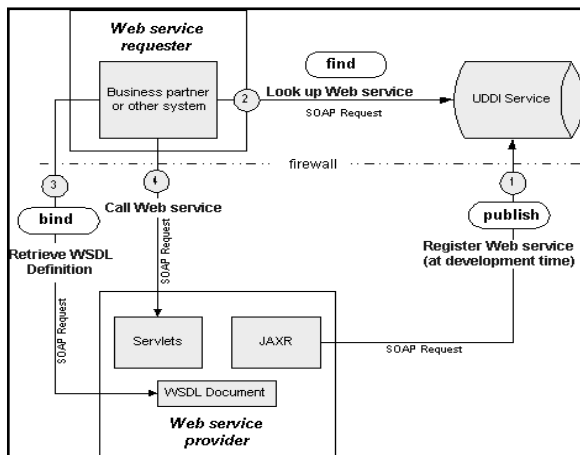 Web service
requester
Business partner
or other system
2
find
Look up Web service
SOAP Request
UDDI Service
firewall
3
bind
Retrieve WSDL
Definition
SOAP Request
4
Call Web service
SOAP Request
1
publish
Register Web service
(at development time)
SOAP Request
Servlets
JAXR
WSDL Document
Web service
provider